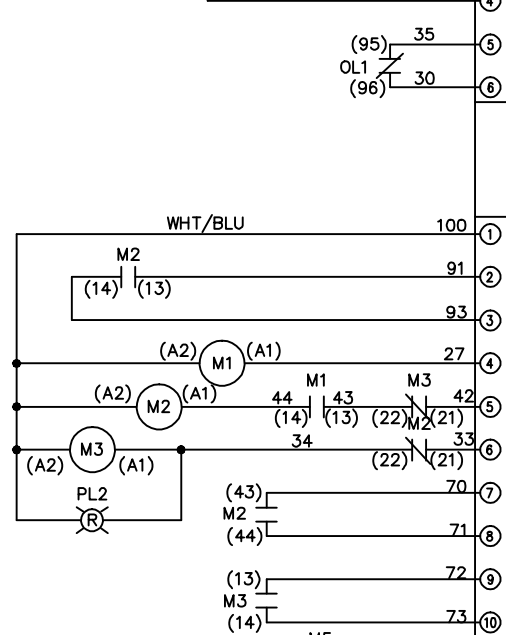 4
(95) 35 5
OL1
(96) 30 6
WHT/BLU 100 1
M2 91 2
(14) (13)
93 3
(A2) M1 (A1) 27 4
M1 M3
(A2) M2 (A1) 44 43 42 5
(14) (13) (22) (21)
M2
M3 34 33 6
(A2) (A1) (22) (21)
PL2
R
(43) 70 7
M2
(44) 71 8
(13) 72 9
M3
(14) 73 10